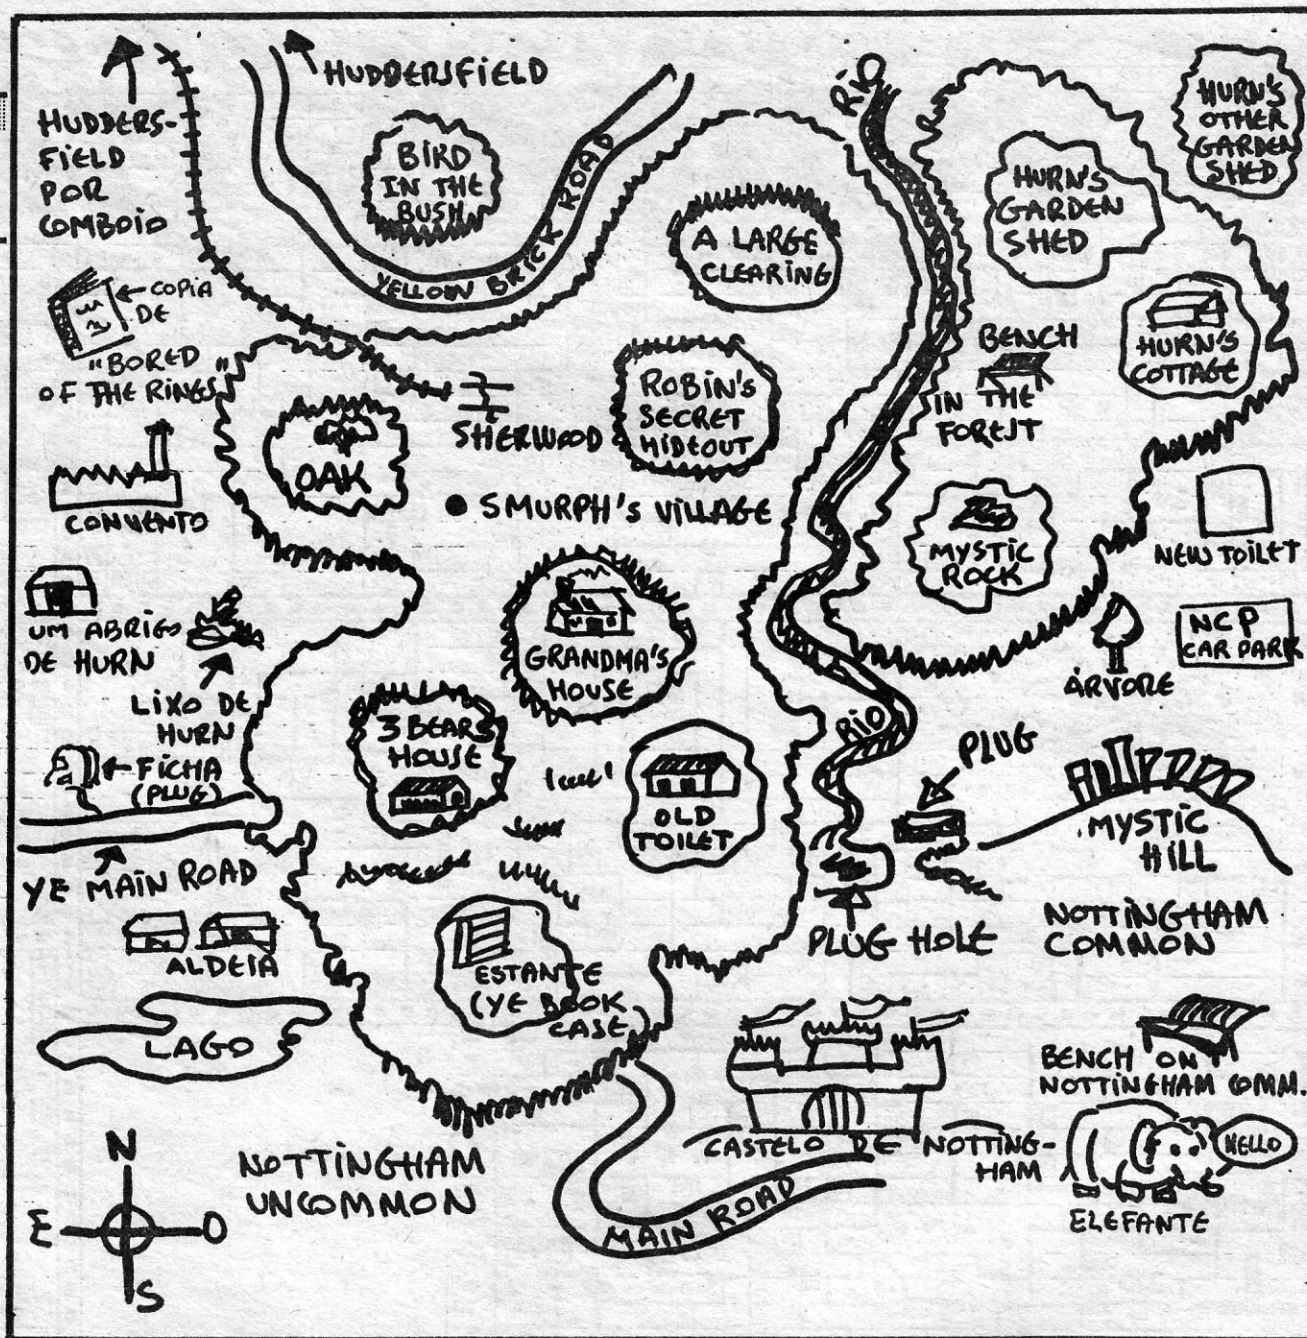 HUDDERSFIELD
RIO
HUDDERS-
FIELD
POR
COMBOIO
BIRD
IN THE
BUSH
YELLOW BRICK ROAD
HURN'S
OTHER
GARDEN
SHED
HURN'S
GARDEN
SHED
A LARGE
CLEARING
COPIA
DE
"BORED
OF THE RINGS"
BENCH
IN THE
FOREST
HURN'S
COTTAGE
ROBIN'S
SECRET
HIDEOUT
SHERWOOD
OAK
CONVENTO
SMURPH'S VILLAGE
MYSTIC
ROCK
NEW TOILET
UM ABRIGO
DE HURN
LIXO DE
HURN
GRANDMA'S
HOUSE
ÁRVORE
NCP
CAR PARK
3 BEARS
HOUSE
FICHA
(PLUG)
RIO
PLUG
OLD
TOILET
MYSTIC
HILL
YE MAIN ROAD
PLUG HOLE
NOTTINGHAM
COMMON
ALDEIA
ESTANTE
(YE BOOK
CASE)
LAGO
BENCH ON
NOTTINGHAM COMM.
CASTELO DE NOTTING-
HAM
HELLO
ELEFANTE
NOTTINGHAM
UNCOMMON
MAIN ROAD
N
E O
S